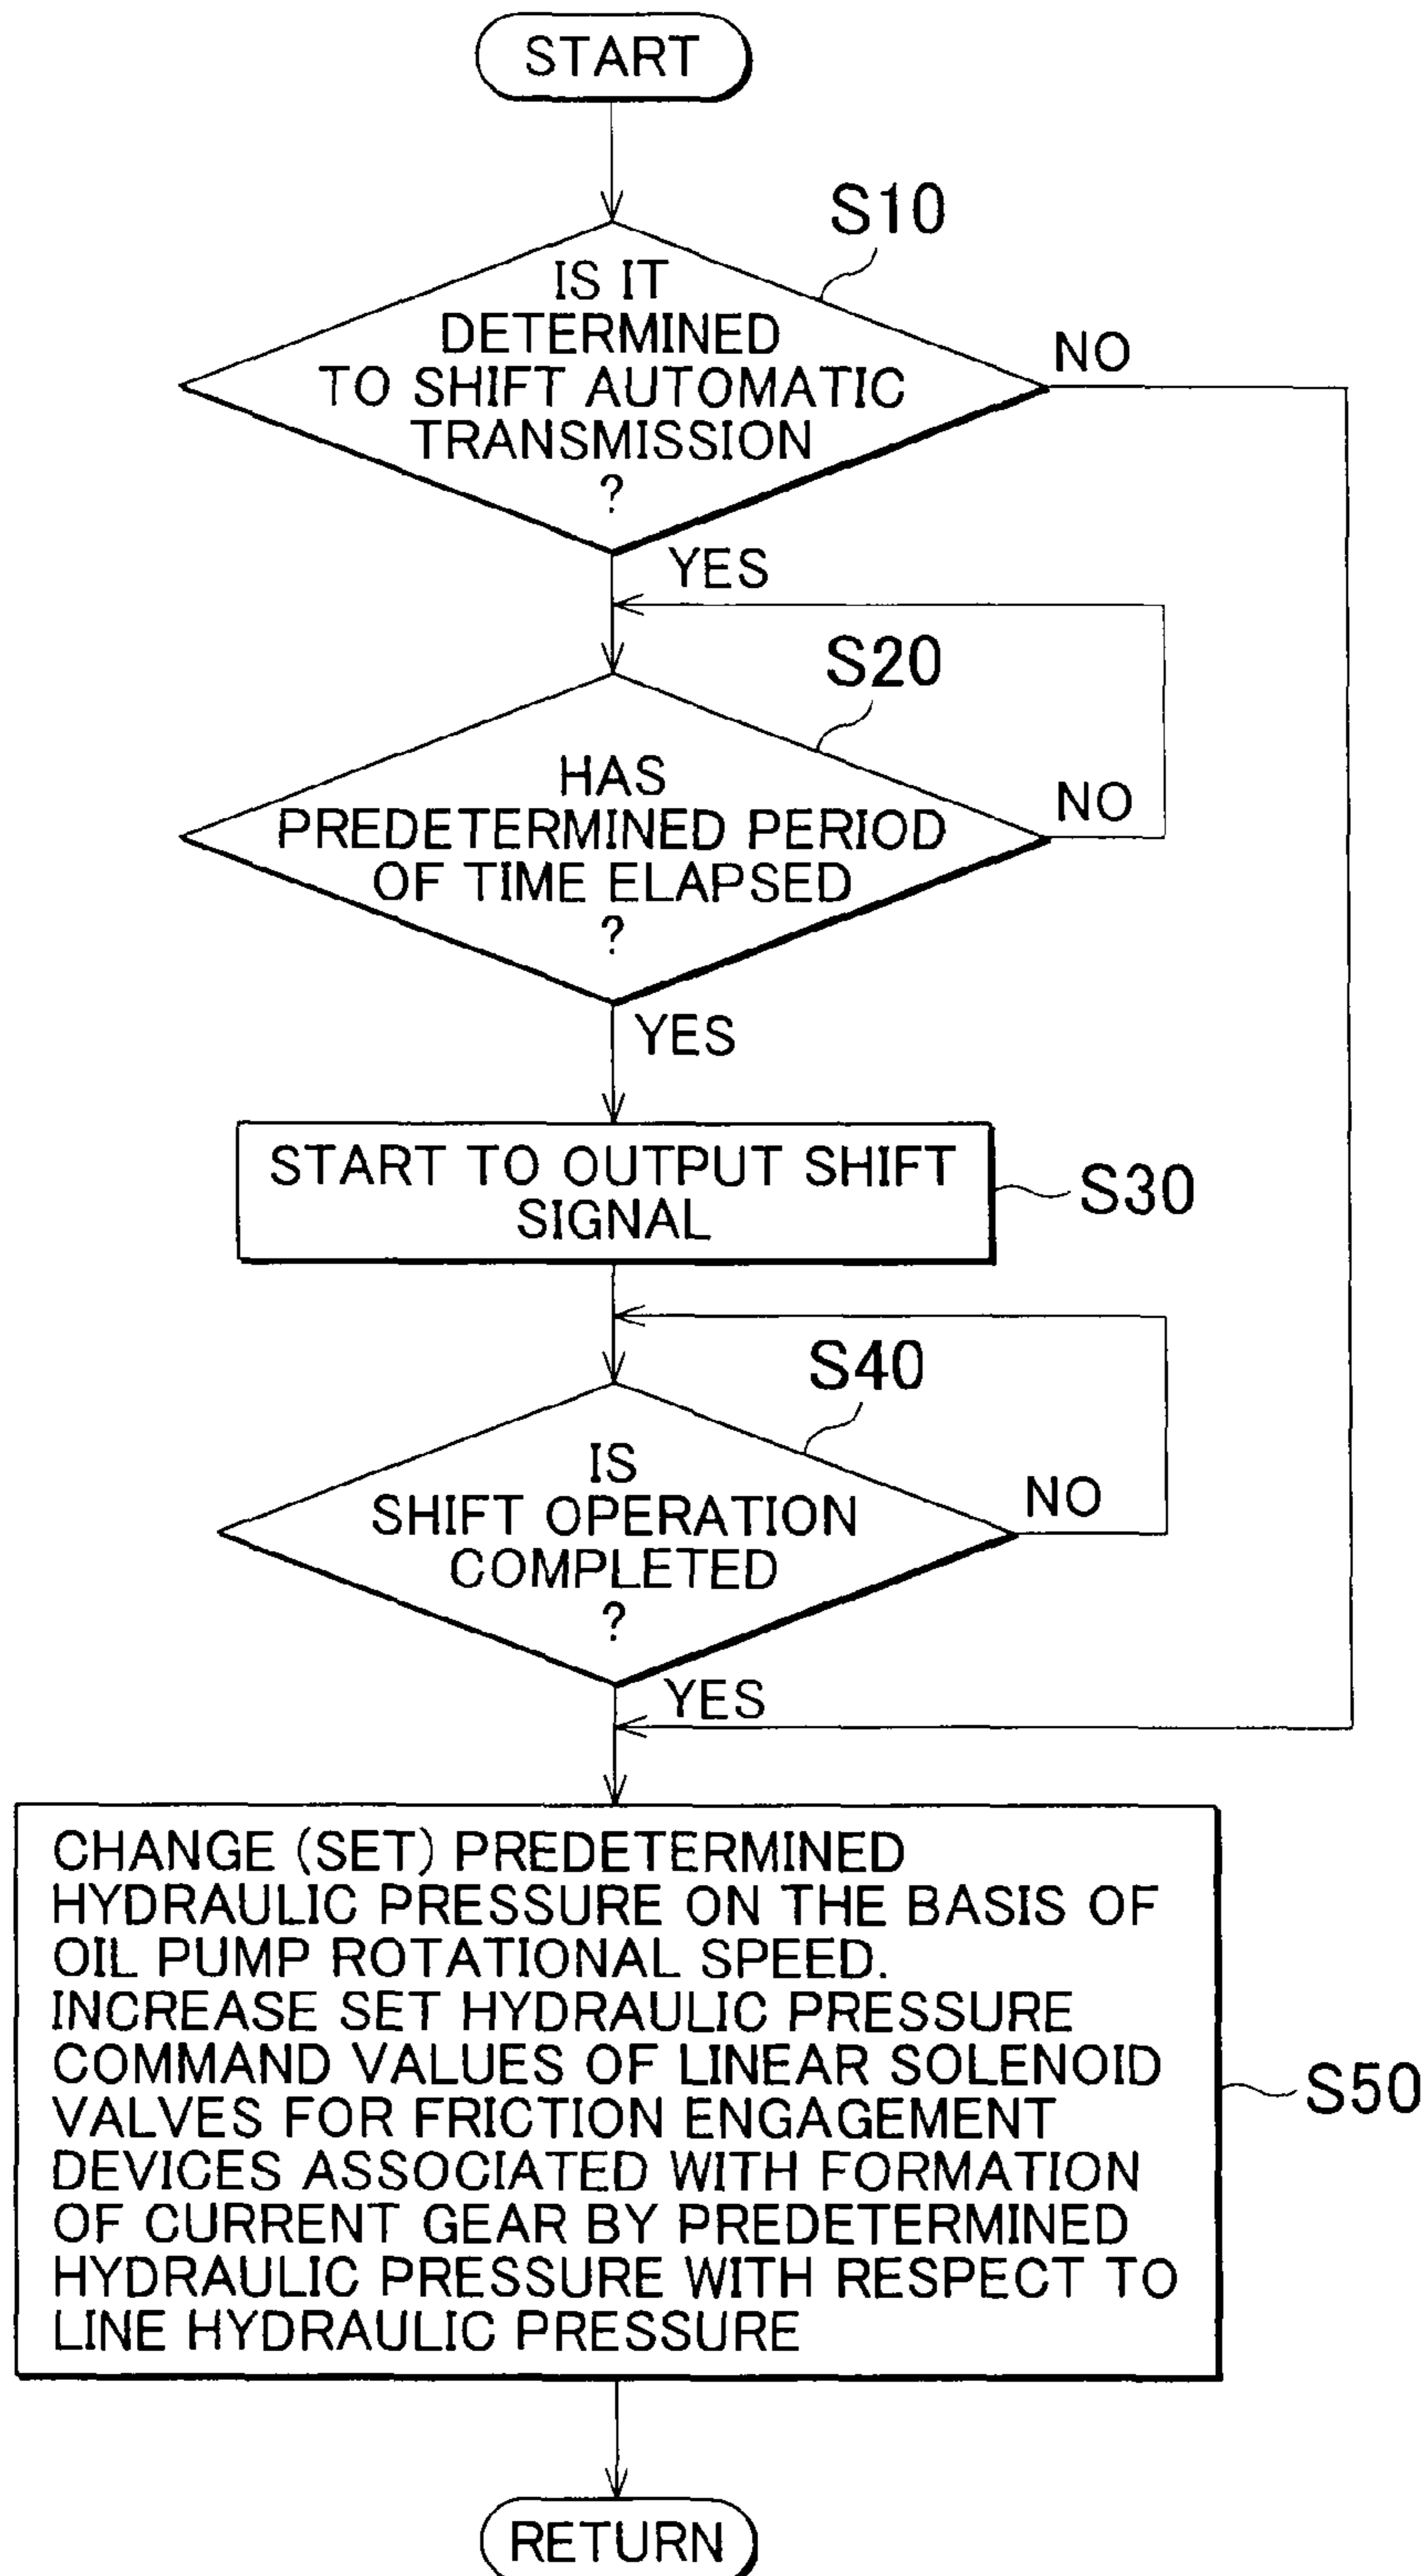 START
S10
IS IT
DETERMINED
TO SHIFT AUTOMATIC
TRANSMISSION
?
NO
YES
S20
HAS
PREDETERMINED PERIOD
OF TIME ELAPSED
?
NO
YES
START TO OUTPUT SHIFT
SIGNAL
S30
S40
IS
SHIFT OPERATION
COMPLETED
?
NO
YES
CHANGE (SET) PREDETERMINED
HYDRAULIC PRESSURE ON THE BASIS OF
OIL PUMP ROTATIONAL SPEED.
INCREASE SET HYDRAULIC PRESSURE
COMMAND VALUES OF LINEAR SOLENOID
VALVES FOR FRICTION ENGAGEMENT
DEVICES ASSOCIATED WITH FORMATION
OF CURRENT GEAR BY PREDETERMINED
HYDRAULIC PRESSURE WITH RESPECT TO
LINE HYDRAULIC PRESSURE
S50
RETURN